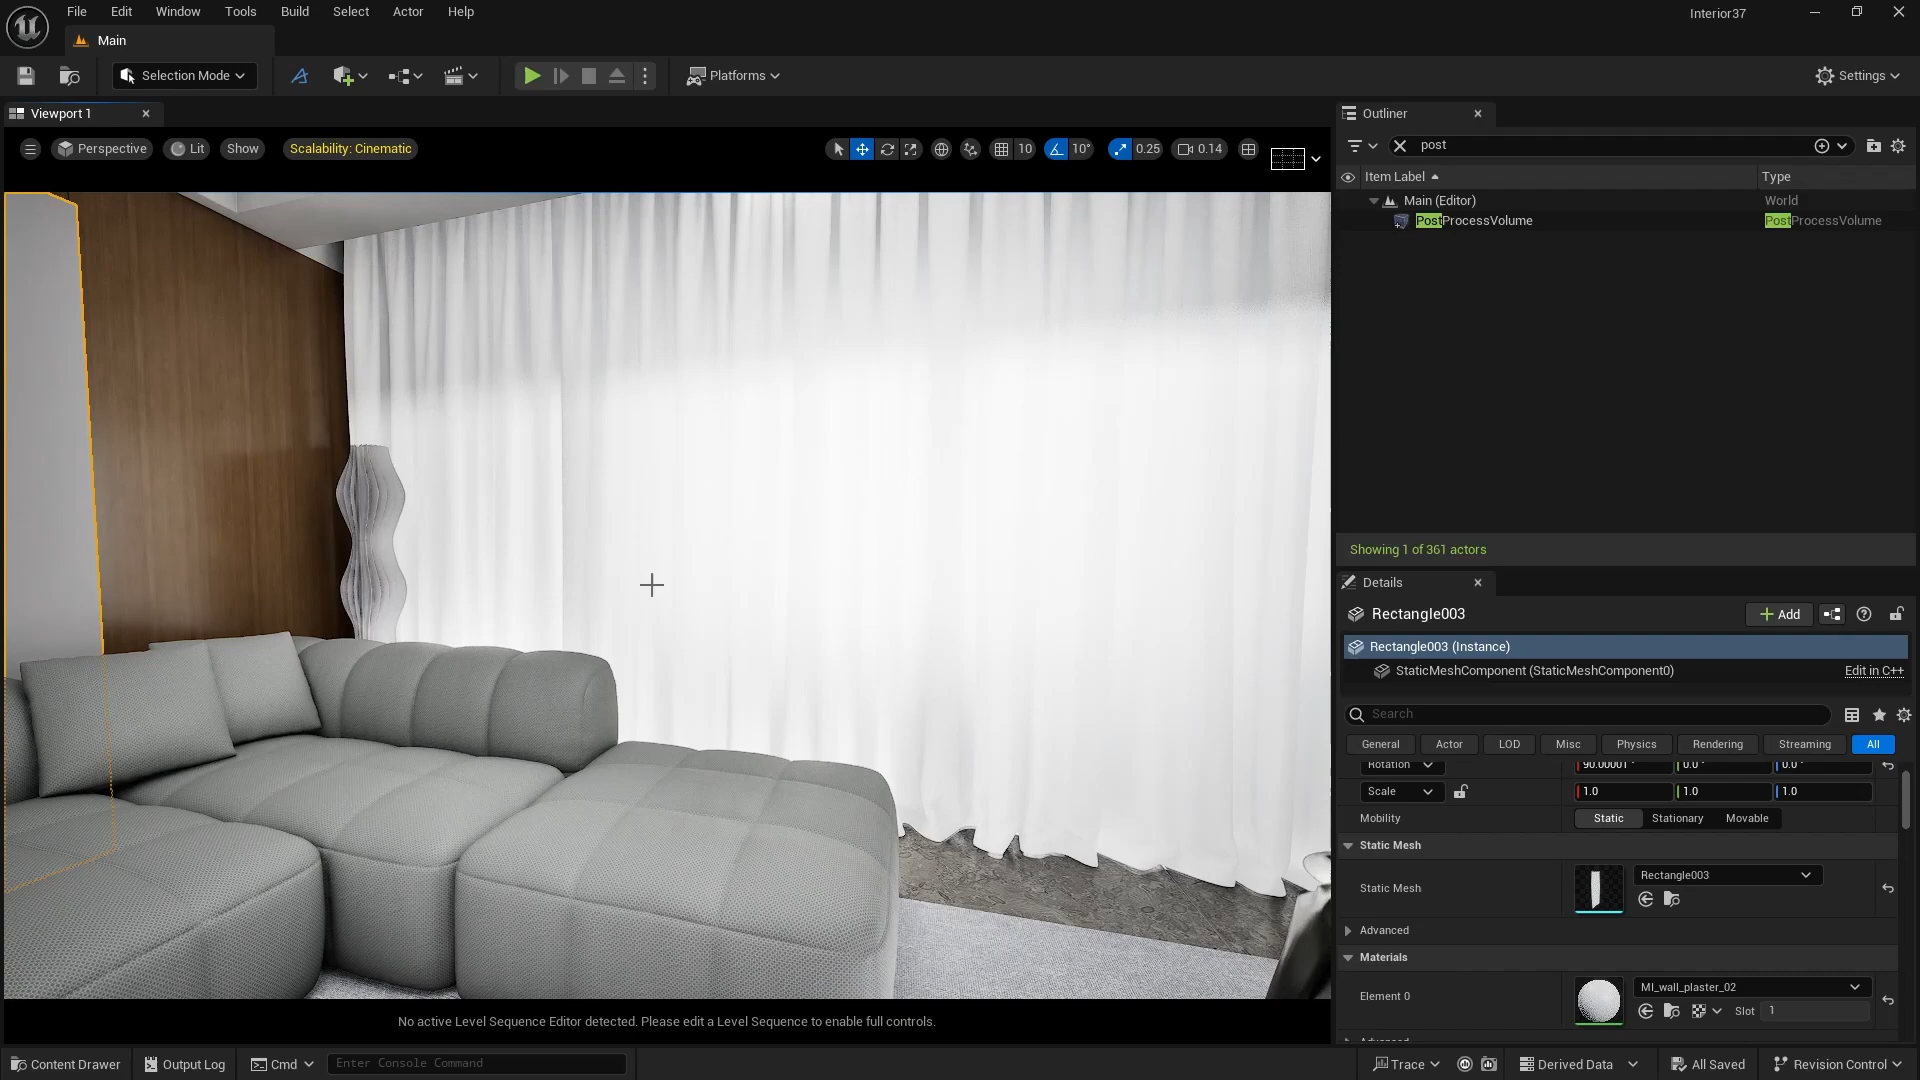 File Edit Window Tools Build Select Actor Help
Interior37
Main
Selection Mode
Platforms
Settings
Viewport 1
Outliner
Perspective
Lit
Show
Scalability: Cinematic
10
10°
0.25
0.14
post
Item Label
Type
Main (Editor)
World
PostProcessVolume
PostProcessVolume
Showing 1 of 361 actors
Details
Rectangle003
Add
Rectangle003 (Instance)
StaticMeshComponent (StaticMeshComponent0)
Edit in C++
Search
General Actor LOD Misc Physics Rendering Streaming All
Rotation 90.00001 ° 0.0 ° 0.0 °
Scale 1.0 1.0 1.0
Mobility Static Stationary Movable
Static Mesh
Static Mesh Rectangle003
Advanced
Materials
Element 0 MI_wall_plaster_02
Slot 1
Advanced
No active Level Sequence Editor detected. Please edit a Level Sequence to enable full controls.
Content Drawer Output Log Cmd Enter Console Command Trace Derived Data All Saved Revision Control